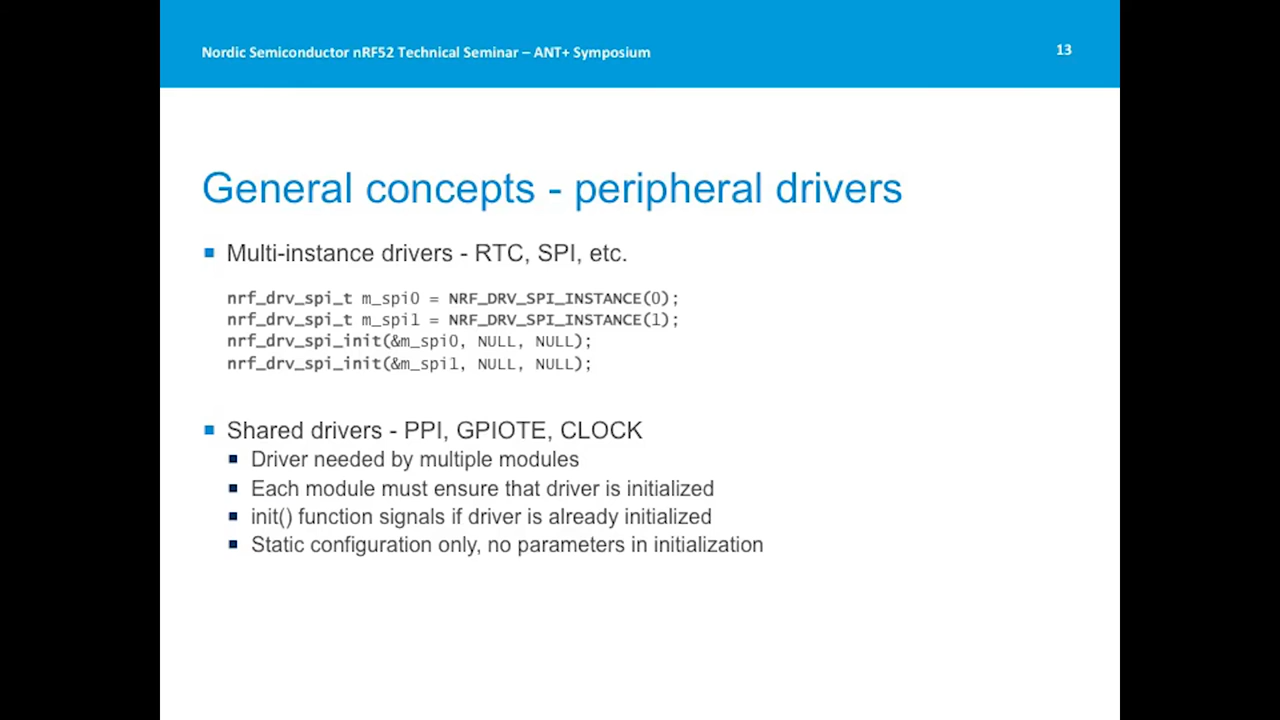 Nordic Semiconductor nRF52 Technical Seminar – ANT+ Symposium
13
General concepts - peripheral drivers
Multi-instance drivers - RTC, SPI, etc.
nrf_drv_spi_t m_spi0 = NRF_DRV_SPI_INSTANCE(0);
nrf_drv_spi_t m_spi1 = NRF_DRV_SPI_INSTANCE(1);
nrf_drv_spi_init(&m_spi0, NULL, NULL);
nrf_drv_spi_init(&m_spi1, NULL, NULL);
Shared drivers - PPI, GPIOTE, CLOCK
Driver needed by multiple modules
Each module must ensure that driver is initialized
init() function signals if driver is already initialized
Static configuration only, no parameters in initialization